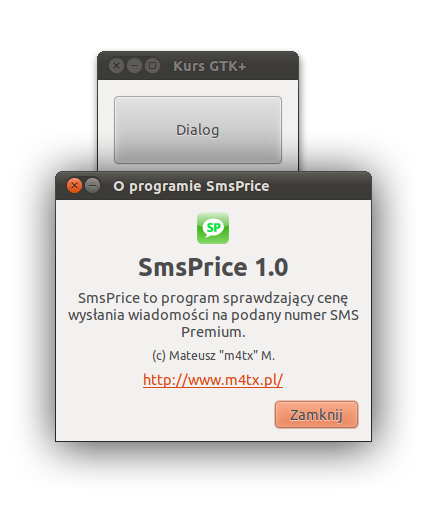 Kurs GTK+
Dialog
O programie SmsPrice
SP
SmsPrice 1.0
SmsPrice to program sprawdzający cenę
wysłania wiadomości na podany numer SMS
Premium.
(c) Mateusz "m4tx" M.
http://www.m4tx.pl/
Zamknij